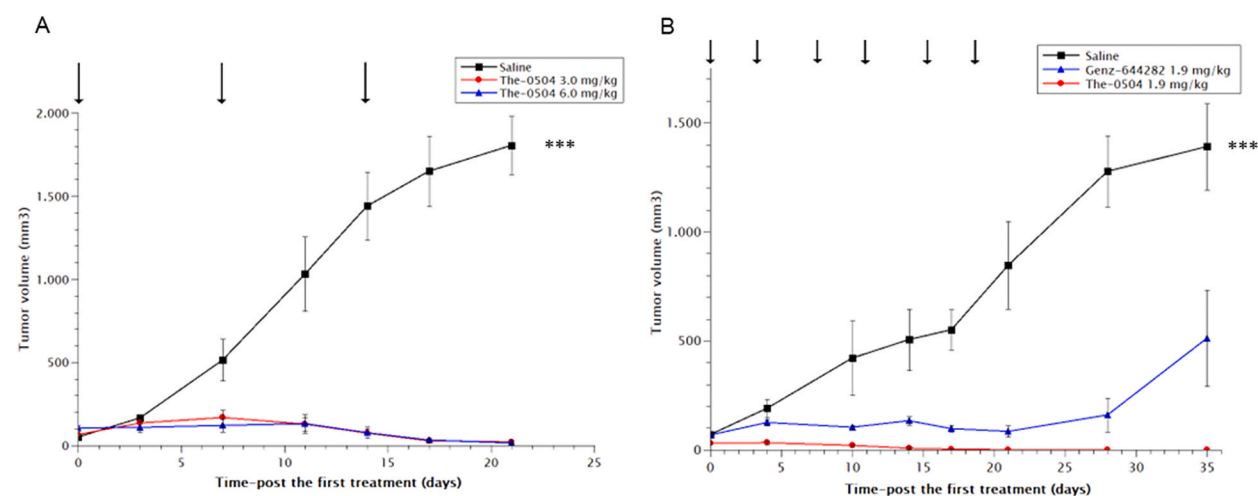 A
Saline
The-0504 3.0 mg/kg
The-0504 6.0 mg/kg
2.000
1.500
1.000
500
0
Tumor volume (mm3)
***
0 5 10 15 20 25
Time-post the first treatment (days)
B
Saline
Genz-644282 1.9 mg/kg
The-0504 1.9 mg/kg
1.500
1.000
500
0
Tumor volume (mm3)
***
0 5 10 15 20 25 30 35
Time-post the first treatment (days)